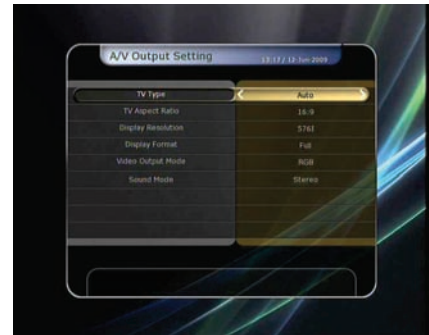 A/V Output Setting 13:17 / 12 Jun 2009
TV Type Auto
TV Aspect Ratio 16:9
Display Resolution 576I
Display Format Full
Video Output Mode RGB
Sound Mode Stereo